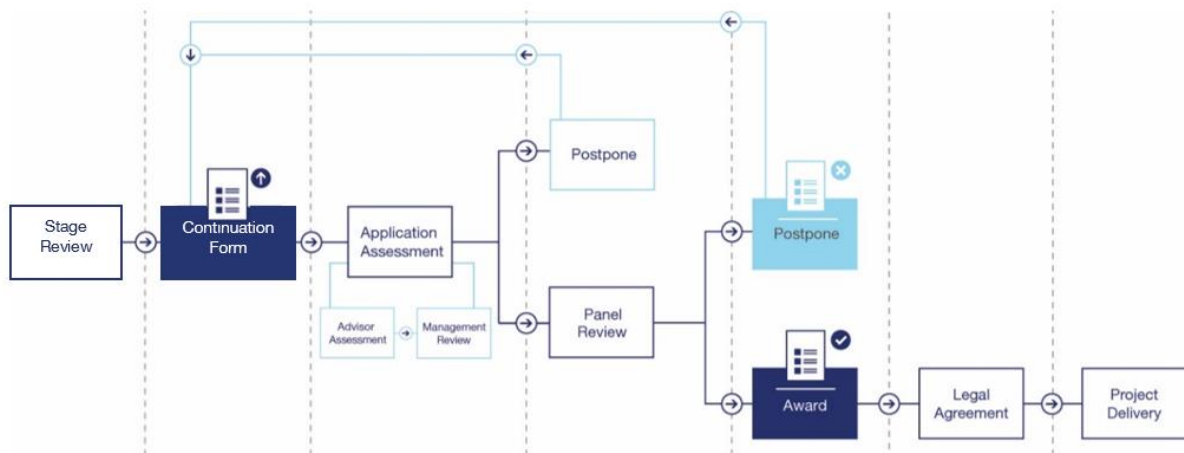 Stage
Review
Continuation
Form
Application
Assessment
Advisor
Assessment
Management
Review
Postpone
Panel
Review
Postpone
Award
Legal
Agreement
Project
Delivery